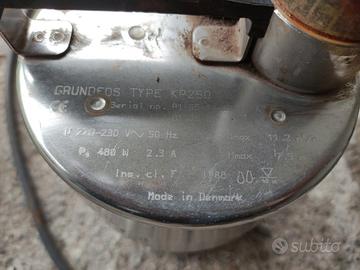 GRUNDFOS TYPE KP250
CE Serial no.
U 220-230 V~ 50 Hz
P₁ 480 W 2.3 A
Ins. cl. F
Made in Denmark
subito